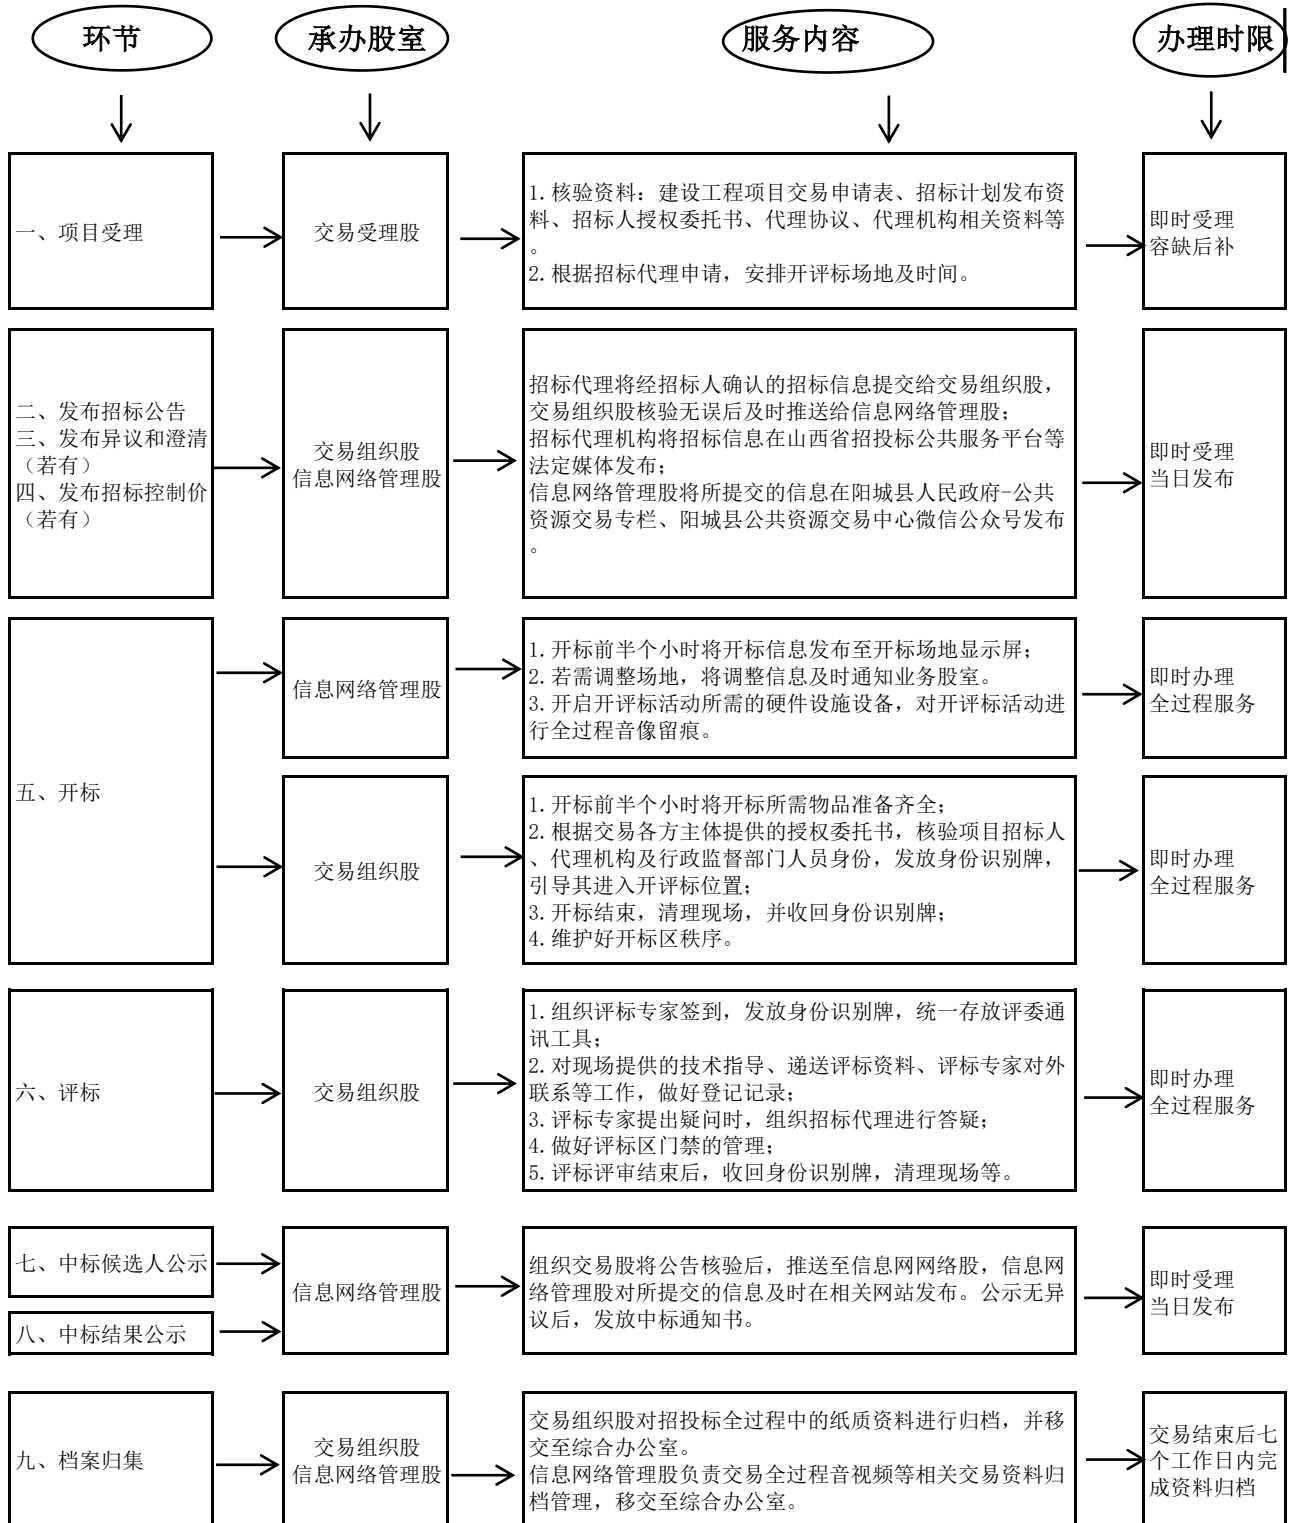 环节
承办股室
服务内容
办理时限
一、项目受理
交易受理股
1.核验资料：建设工程项目交易申请表、招标计划发布资
料、招标人授权委托书、代理协议、代理机构相关资料等
。
2.根据招标代理申请，安排开评标场地及时间。
即时受理
容缺后补
二、发布招标公告
三、发布异议和澄清
（若有）
四、发布招标控制价
（若有）
交易组织股
信息网络管理股
招标代理将经招标人确认的招标信息提交给交易组织股，
交易组织股核验无误后及时推送给信息网络管理股；
招标代理机构将招标信息在山西省招投标公共服务平台等
法定媒体发布；
信息网络管理股将所提交的信息在阳城县人民政府-公共
资源交易专栏、阳城县公共资源交易中心微信公众号发布
。
即时受理
当日发布
五、开标
信息网络管理股
1.开标前半个小时将开标信息发布至开标场地显示屏；
2.若需调整场地，将调整信息及时通知业务股室。
3.开启开评标活动所需的硬件设施设备，对开评标活动进
行全过程音像留痕。
即时办理
全过程服务
交易组织股
1.开标前半个小时将开标所需物品准备齐全；
2.根据交易各方主体提供的授权委托书，核验项目招标人
、代理机构及行政监督部门人员身份，发放身份识别牌，
引导其进入开评标位置；
3.开标结束，清理现场，并收回身份识别牌；
4.维护好开标区秩序。
即时办理
全过程服务
六、评标
交易组织股
1.组织评标专家签到，发放身份识别牌，统一存放评委通
讯工具；
2.对现场提供的技术指导、递送评标资料、评标专家对外
联系等工作，做好登记记录；
3.评标专家提出疑问时，组织招标代理进行答疑；
4.做好评标区门禁的管理；
5.评标评审结束后，收回身份识别牌，清理现场等。
即时办理
全过程服务
七、中标候选人公示
八、中标结果公示
信息网络管理股
组织交易股将公告核验后，推送至信息网网络股，信息网
络管理股对所提交的信息及时在相关网站发布。公示无异
议后，发放中标通知书。
即时受理
当日发布
九、档案归集
交易组织股
信息网络管理股
交易组织股对招投标全过程中的纸质资料进行归档，并移
交至综合办公室。
信息网络管理股负责交易全过程音视频等相关交易资料归
档管理，移交至综合办公室。
交易结束后七
个工作日内完
成资料归档